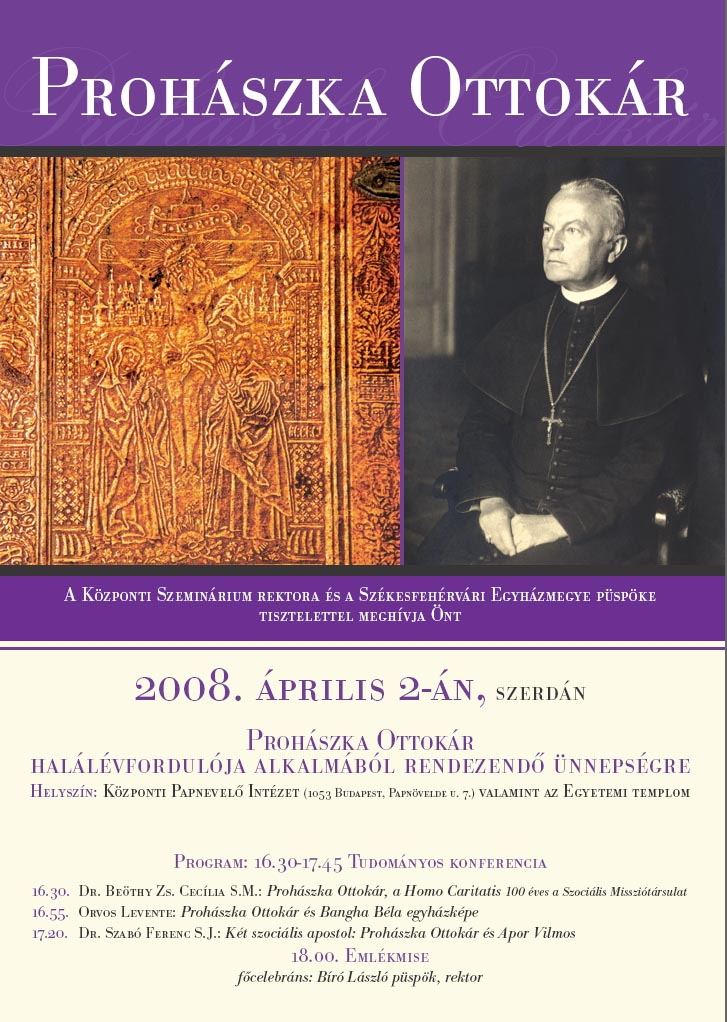 Prohászka Ottokár
A Központi Szeminárium rektora és a Székesfehérvári Egyházmegye püspöke
tisztelettel meghívja Önt
2008. április 2-án, szerdán
Prohászka Ottokár
halálévfordulója alkalmából rendezendő ünnepségre
Helyszín: Központi Papnevelő Intézet (1053 Budapest, Papnövelde u. 7.) valamint az Egyetemi templom
Program: 16.30-17.45 Tudományos konferencia
16.30. Dr. Beöthy Zs. Cecília S.M.: Prohászka Ottokár, a Homo Caritatis 100 éves a Szociális Missziótársulat
16.55. Orvos Levente: Prohászka Ottokár és Bangha Béla egyházképe
17.20. Dr. Szabó Ferenc S.J.: Két szociális apostol: Prohászka Ottokár és Apor Vilmos
18.00. Emlékmise
főcelebráns: Bíró László püspök, rektor